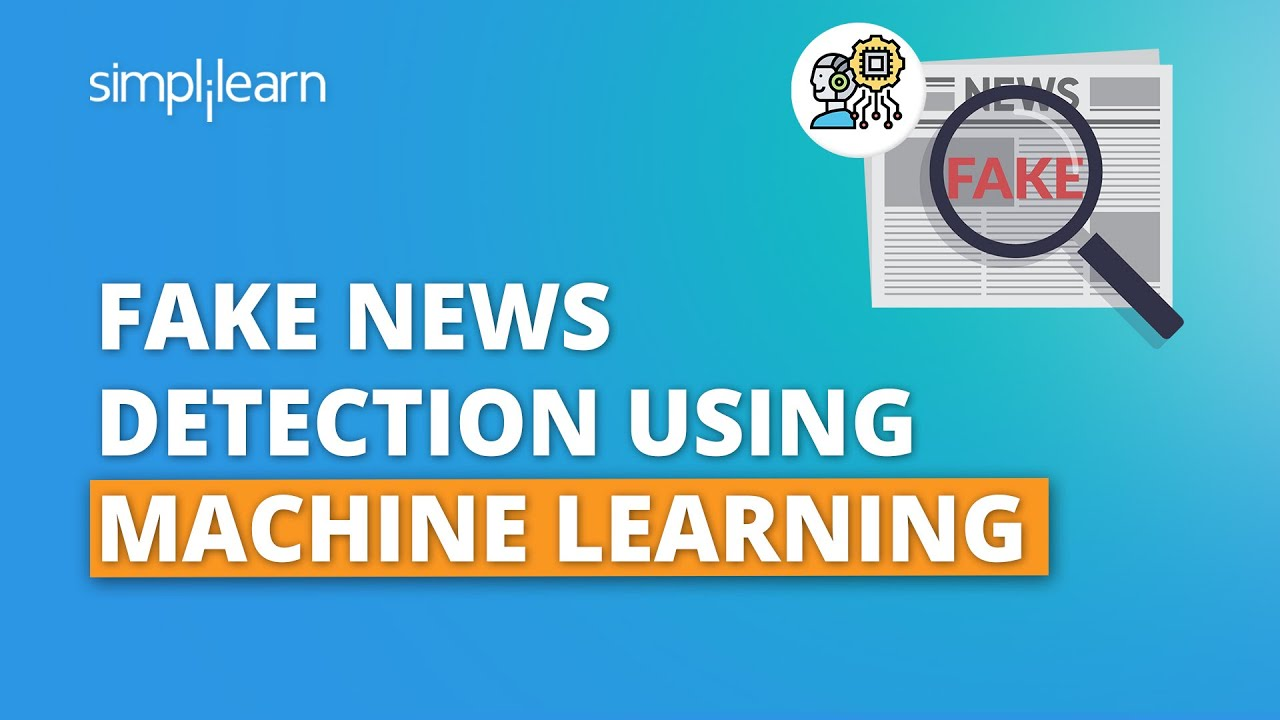 simplilearn
NEWS
FAKE
FAKE NEWS
DETECTION USING
MACHINE LEARNING